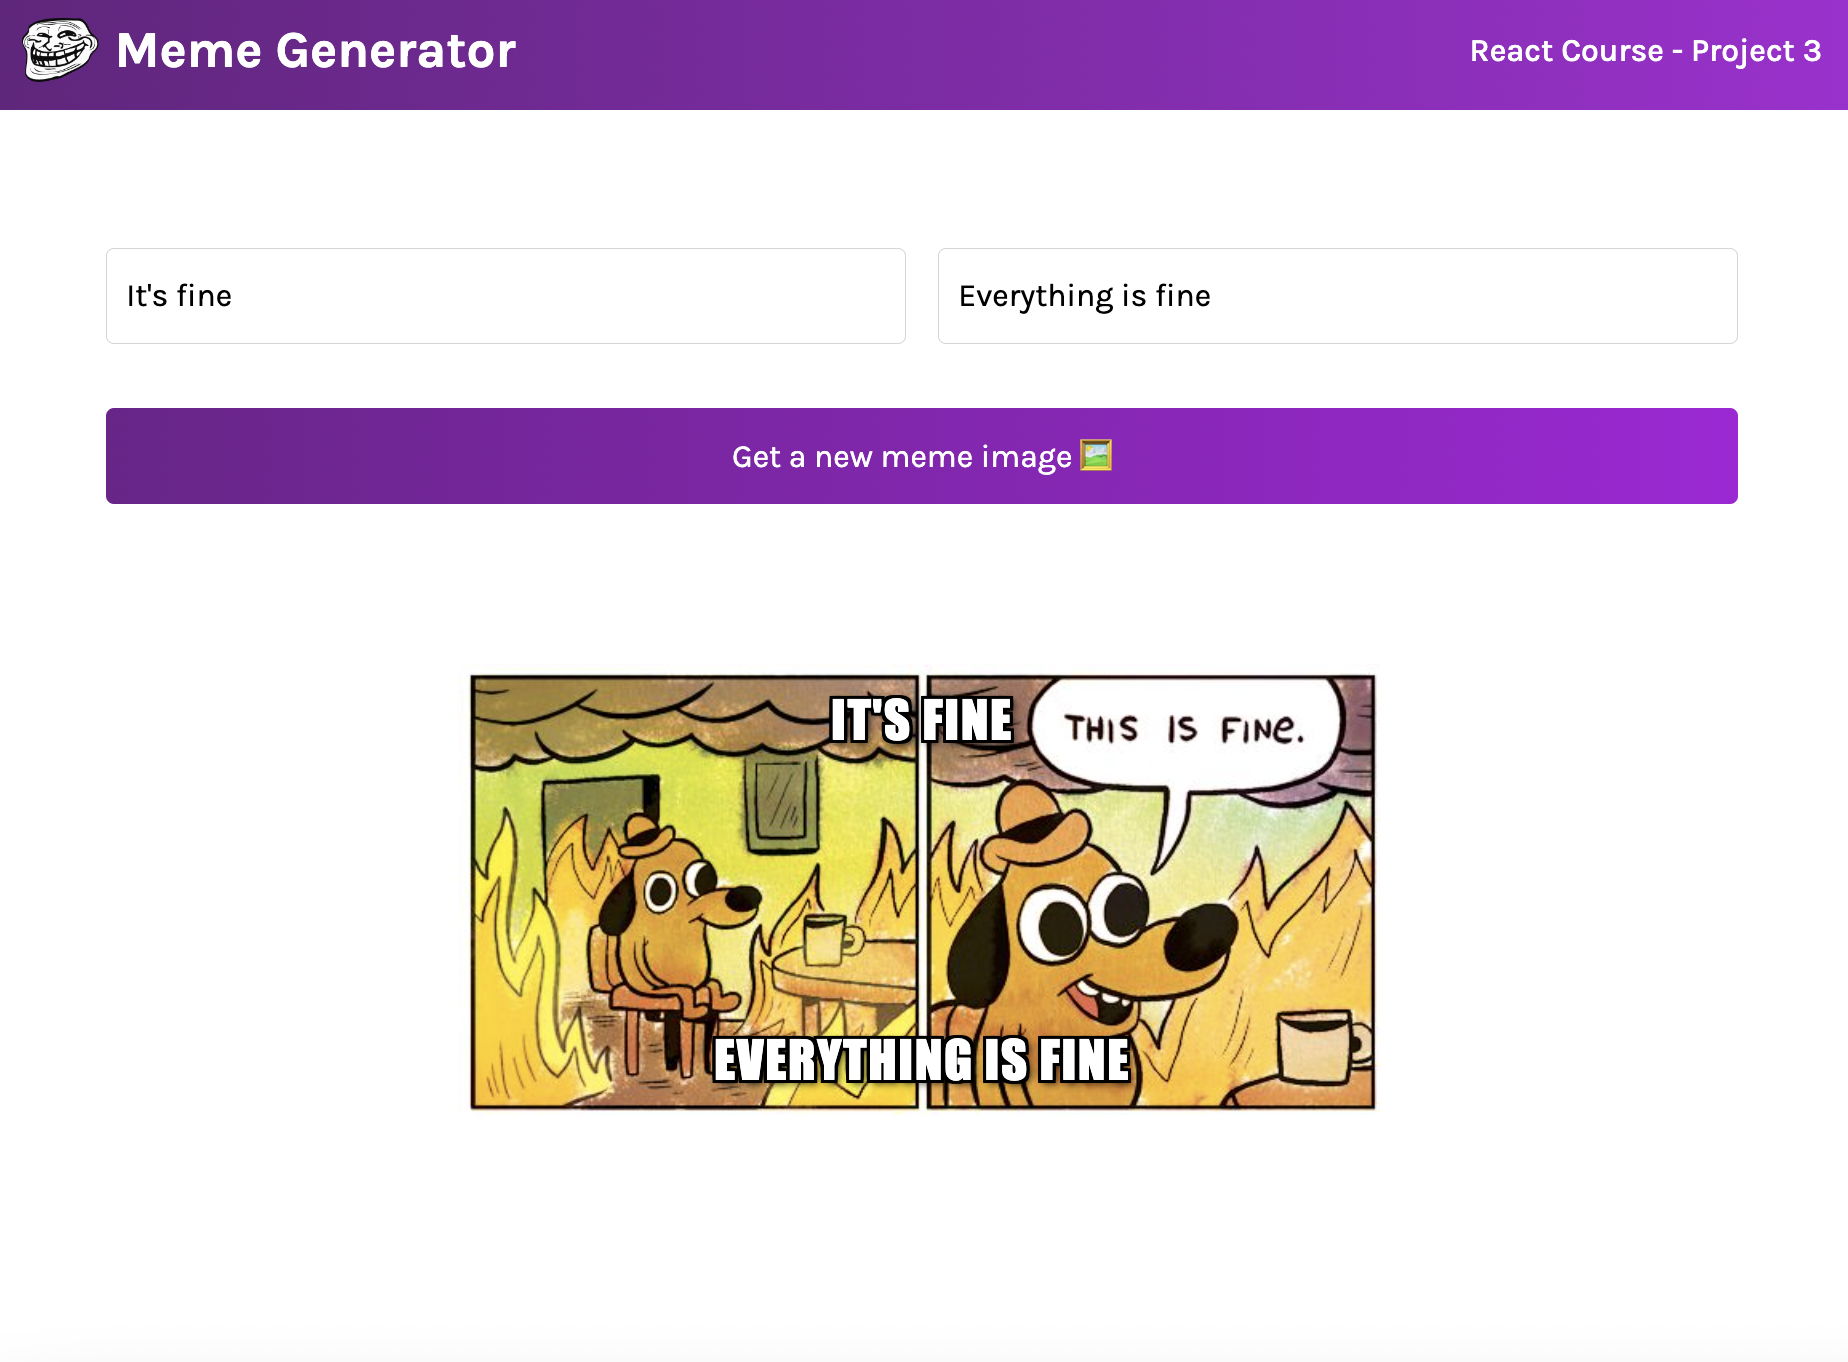 Meme Generator
React Course - Project 3
It's fine
Everything is fine
Get a new meme image
IT'S FINE
THIS IS FINE.
EVERYTHING IS FINE